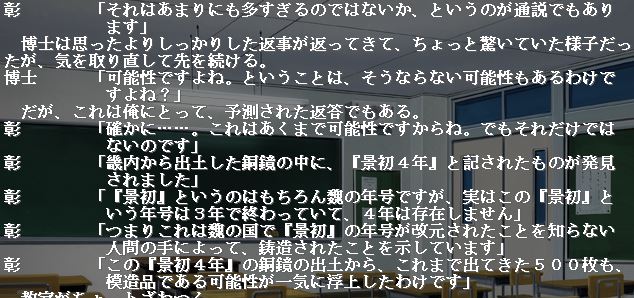 彰　「それはあまりにも多すぎるのではないか、というのが通説でもあり
ます」
博士は思ったよりしっかりした返事が返ってきて、ちょっと驚いていた様子だっ
たが、気を取り直して先を続ける。
博士　「可能性ですよね。ということは、そうならない可能性もあるわけで
すよね？」
だが、これは俺にとって、予測された返答でもある。
彰　「確かに……。これはあくまで可能性ですからね。でもそれだけでは
ないのです」
彰　「畿内から出土した銅鏡の中に、『景初４年』と記されたものが発見
されました」
彰　「『景初』というのはもちろん魏の年号ですが、実はこの『景初』と
いう年号は３年で終わっていて、４年は存在しません」
彰　「つまりこれは魏の国で『景初』の年号が改元されたことを知らない
人間の手によって、鋳造されたことを示しています」
彰　「この『景初４年』の銅鏡の出土から、これまで出てきた５００枚も、
模造品である可能性が一気に浮上したわけです」
教室がちょっとざわつく